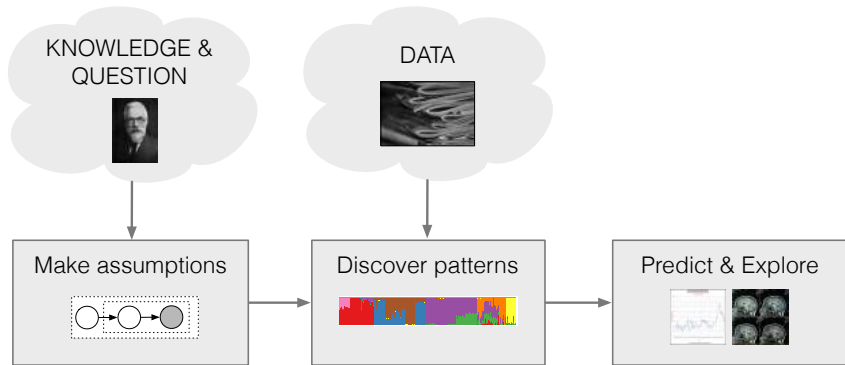 KNOWLEDGE &
QUESTION
DATA
Make assumptions
Discover patterns
Predict & Explore